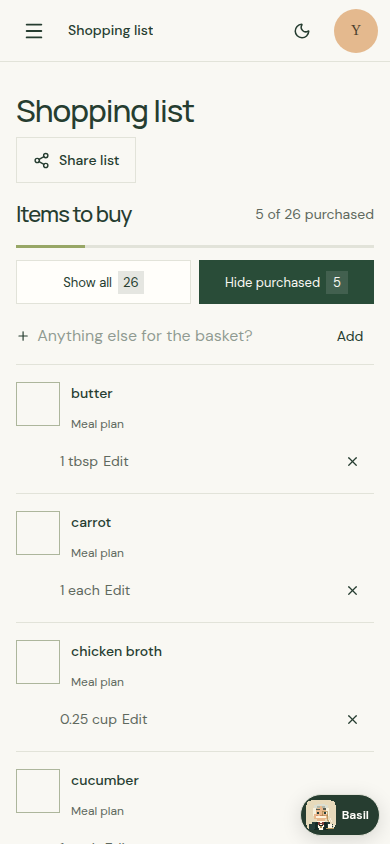 Shopping list
Y
Shopping list
Share list
Items to buy
5 of 26 purchased
Show all 26
Hide purchased 5
+ Anything else for the basket?
Add
butter
Meal plan
1 tbsp Edit
carrot
Meal plan
1 each Edit
chicken broth
Meal plan
0.25 cup Edit
cucumber
Meal plan
Basil